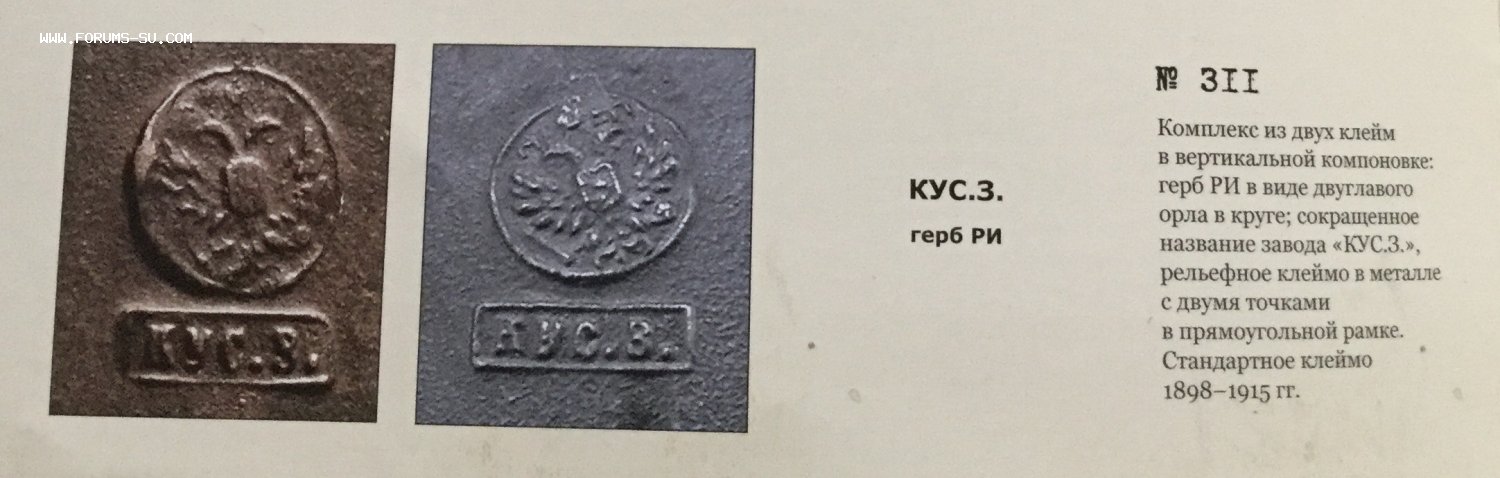 WWW.FORUMS-SU.COM
КУС.З.
КУС.З.
КУС.З.
герб РИ
№ 311
Комплекс из двух клейм
в вертикальной компоновке:
герб РИ в виде двуглавого
орла в круге; сокращенное
название завода «КУС.З.»,
рельефное клеймо в металле
с двумя точками
в прямоугольной рамке.
Стандартное клеймо
1898–1915 гг.